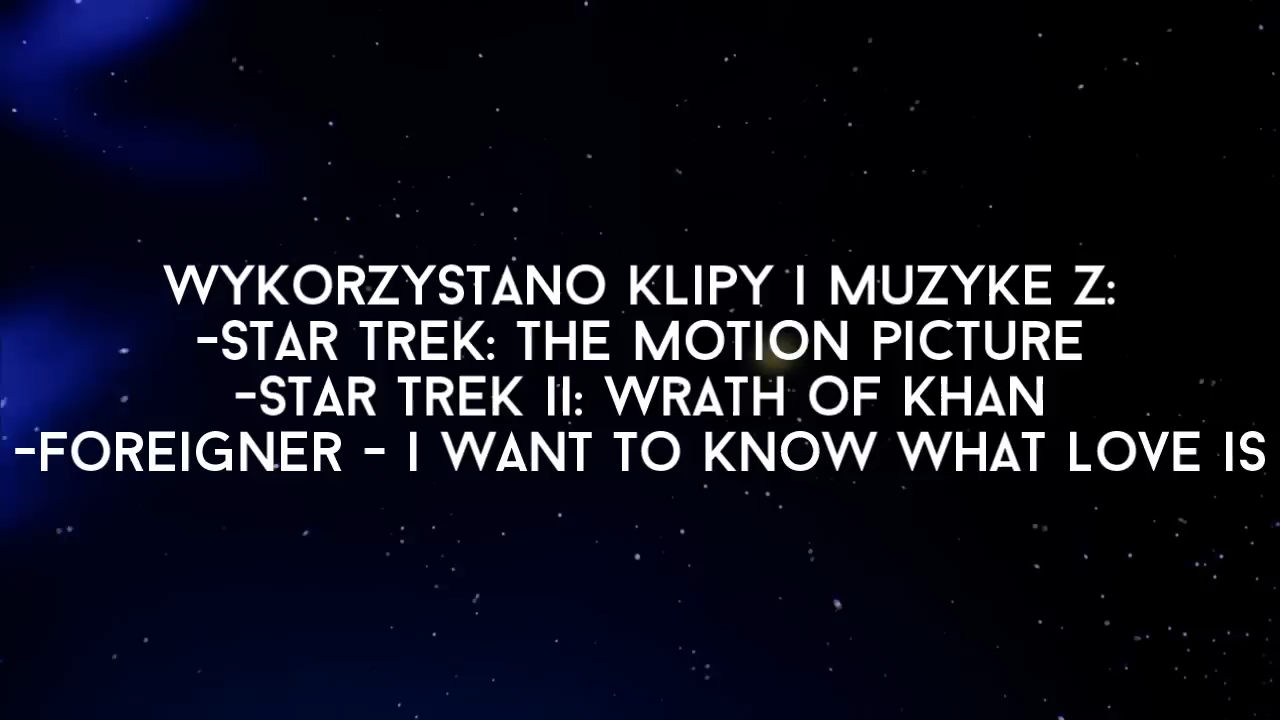 WYKORZYSTANO KLIPY I MUZYKE Z:
-STAR TREK: THE MOTION PICTURE
-STAR TREK II: WRATH OF KHAN
-FOREIGNER - I WANT TO KNOW WHAT LOVE IS